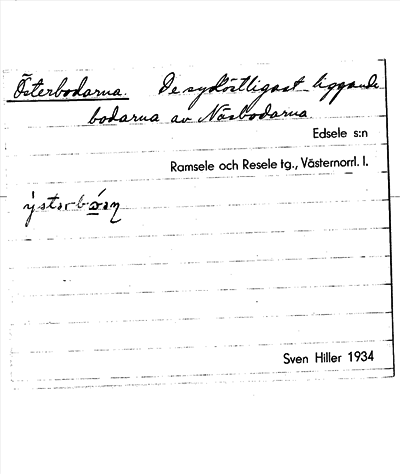 Österbodarna. De sydöstligast liggande
bodarna av Näsbodarna.
Edsele s:n
Ramsele och Resele tg., Västernorrl. l.
Sven Hiller 1934